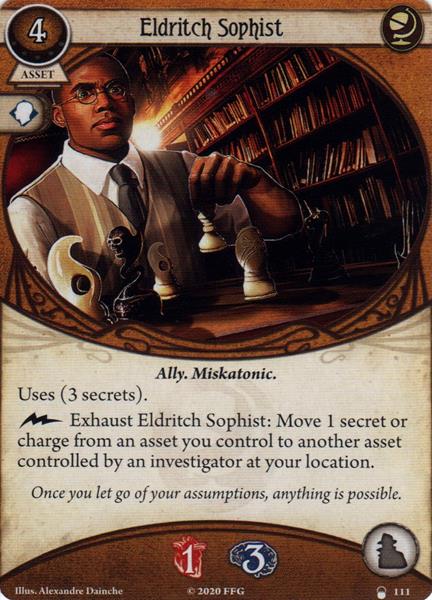 4
Eldritch Sophist
ASSET
Ally. Miskatonic.
Uses (3 secrets).
Exhaust Eldritch Sophist: Move 1 secret or
charge from an asset you control to another asset
controlled by an investigator at your location.
Once you let go of your assumptions, anything is possible.
1
3
Illus. Alexandre Dainche
© 2020 FFG
111